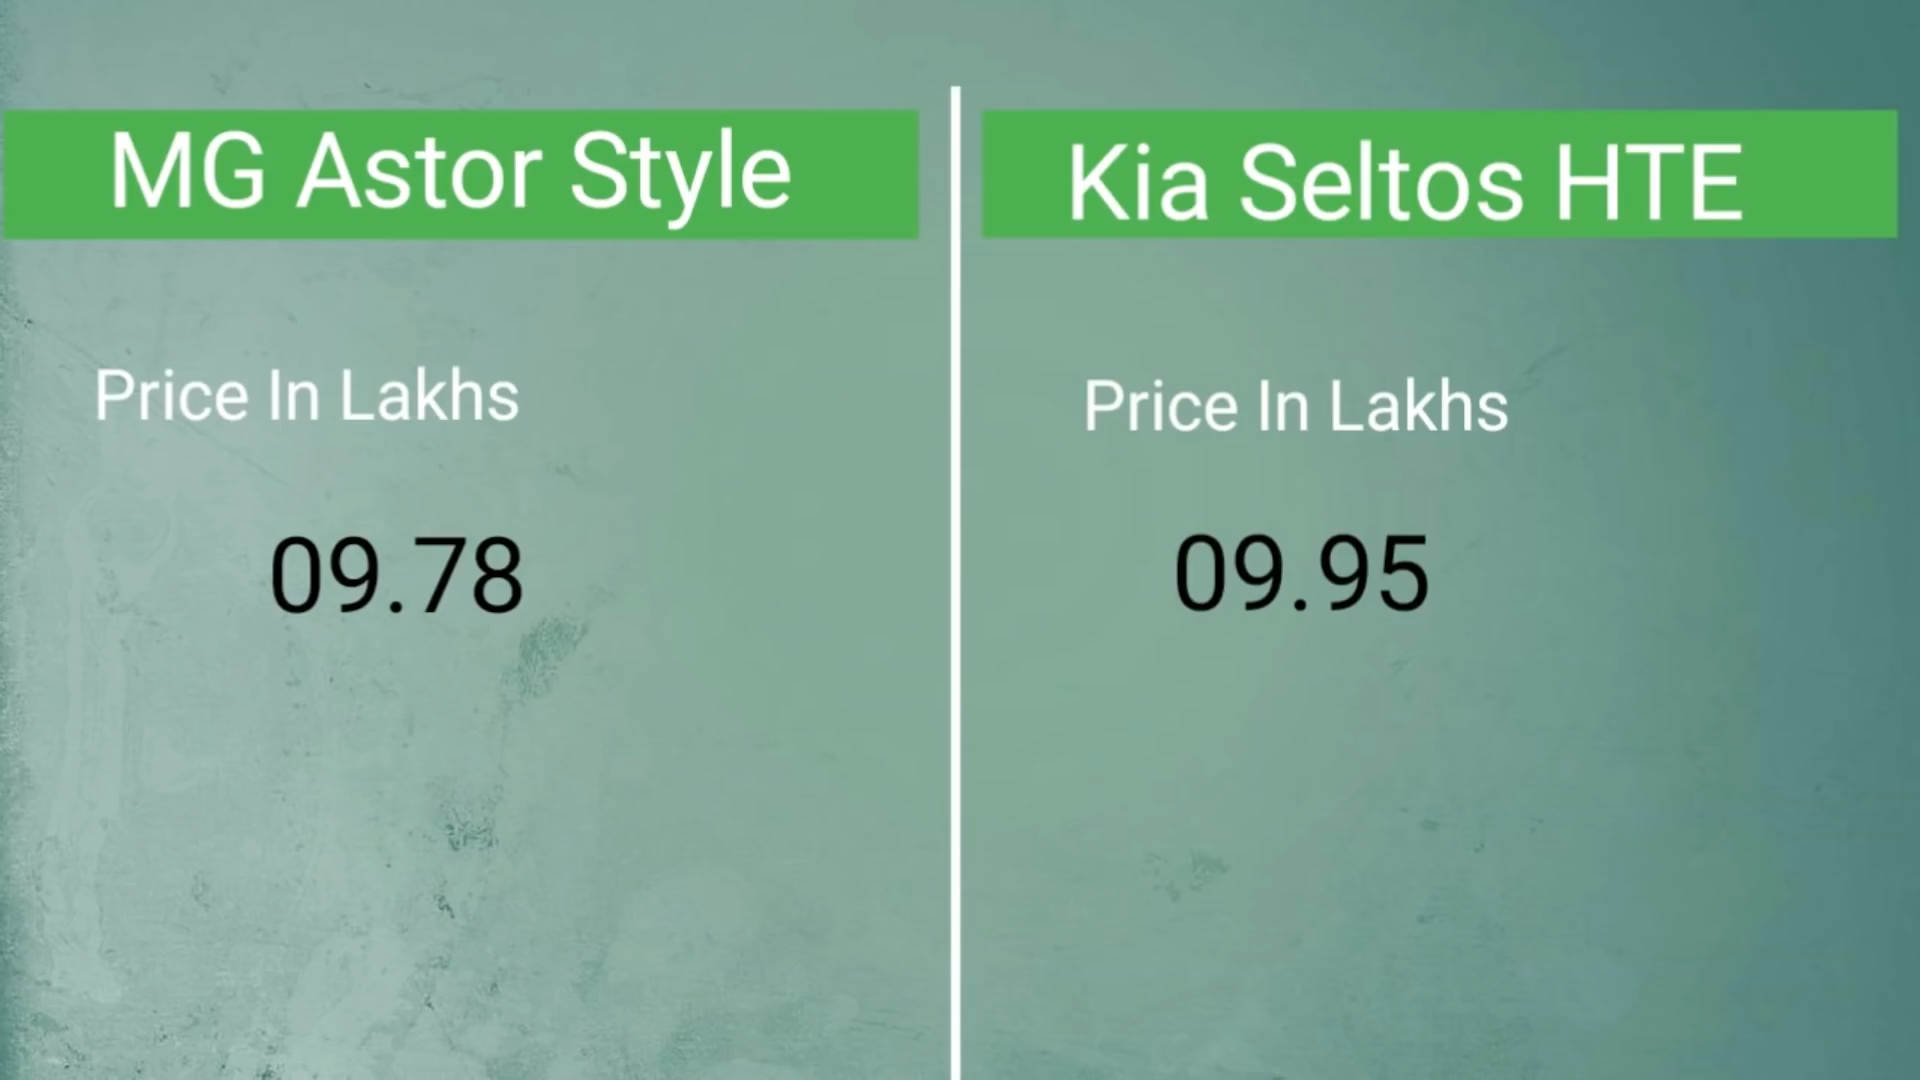 MG Astor Style
Price In Lakhs
09.78
Kia Seltos HTE
Price In Lakhs
09.95